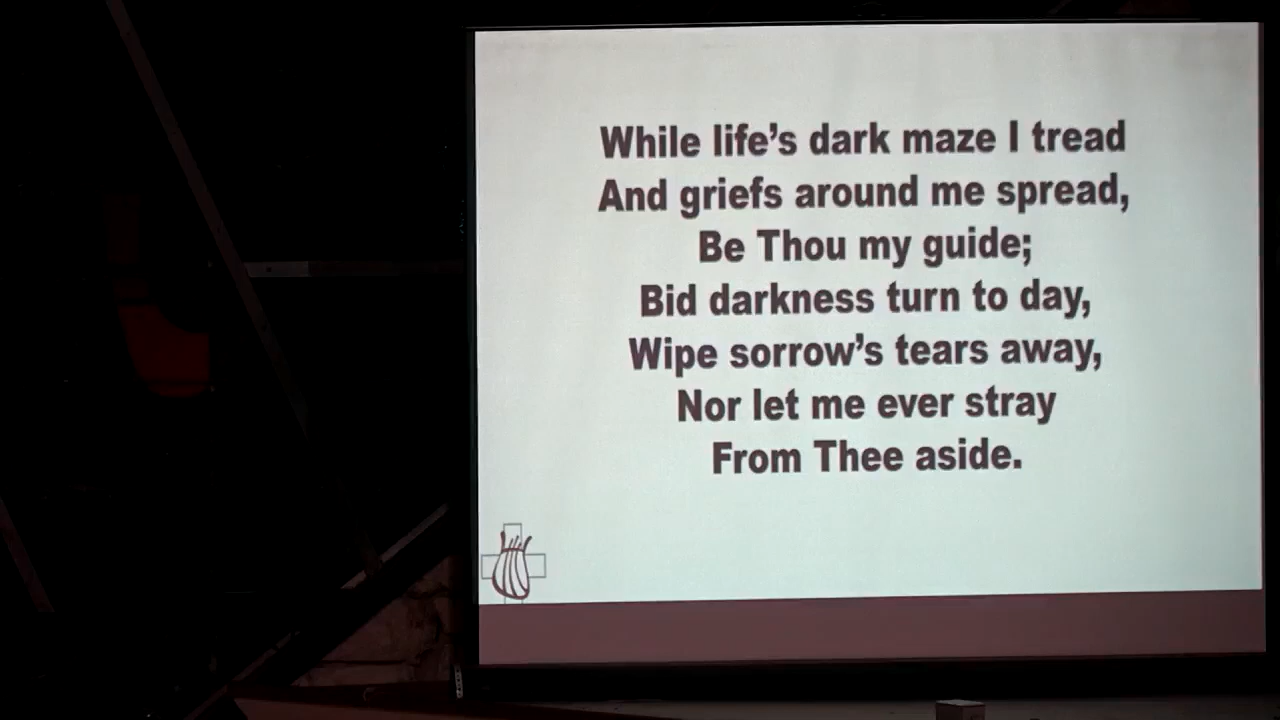 While life’s dark maze I tread
And griefs around me spread,
Be Thou my guide;
Bid darkness turn to day,
Wipe sorrow’s tears away,
Nor let me ever stray
From Thee aside.